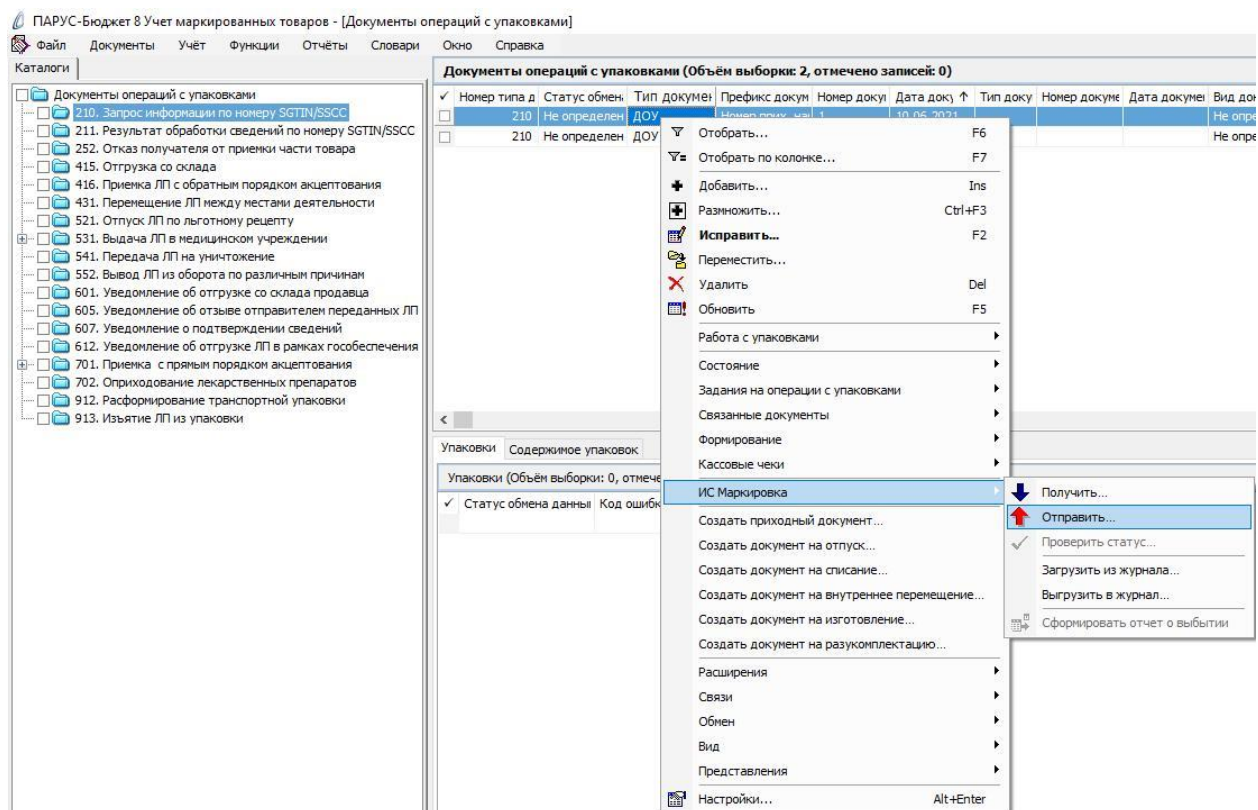 ПАРУС-Бюджет 8 Учет маркированных товаров - [Документы операций с упаковками]
Файл Документы Учёт Функции Отчёты Словари Окно Справка
Каталоги
Документы операций с упаковками
210. Запрос информации по номеру SGTIN/SSCC
211. Результат обработки сведений по номеру SGTIN/SSCC
252. Отказ получателя от приемки части товара
415. Отгрузка со склада
416. Приемка ЛП с обратным порядком акцептования
431. Перемещение ЛП между местами деятельности
521. Отпуск ЛП по льготному рецепту
531. Выдача ЛП в медицинском учреждении
541. Передача ЛП на уничтожение
552. Вывод ЛП из оборота по различным причинам
601. Уведомление об отгрузке со склада продавца
605. Уведомление об отзыве отправителем переданных ЛП
607. Уведомление о подтверждении сведений
612. Уведомление об отгрузке ЛП в рамках гособеспечения
701. Приемка с прямым порядком акцептования
702. Оприходование лекарственных препаратов
912. Расформирование транспортной упаковки
913. Изъятие ЛП из упаковки
Документы операций с упаковками (Объём выборки: 2, отмечено записей: 0)
Номер типа д Статус обмен Тип докумен Префикс докум Номер докуı Дата докı Тип доку Номер докуме Дата докумеı Вид док
210 Не определен ДОУ 1 10.06.2021 Не опре
210 Не определен ДОУ Не опре
Упаковки Содержимое упаковок
Упаковки (Объём выборки: 0, отмече
Статус обмена данныı Код ошибк
Отобрать... F6
Отобрать по колонке... F7
Добавить... Ins
Размножить... Ctrl+F3
Исправить... F2
Переместить...
Удалить Del
Обновить F5
Работа с упаковками
Состояние
Задания на операции с упаковками
Связанные документы
Формирование
Кассовые чеки
ИС Маркировка
Создать приходный документ...
Создать документ на отпуск...
Создать документ на списание...
Создать документ на внутреннее перемещение...
Создать документ на изготовление...
Создать документ на разукомплектацию...
Расширения
Связи
Обмен
Вид
Представления
Настройки... Alt+Enter
Получить...
Отправить...
Проверить статус...
Загрузить из журнала...
Выгрузить в журнал...
Сформировать отчет о выбытии